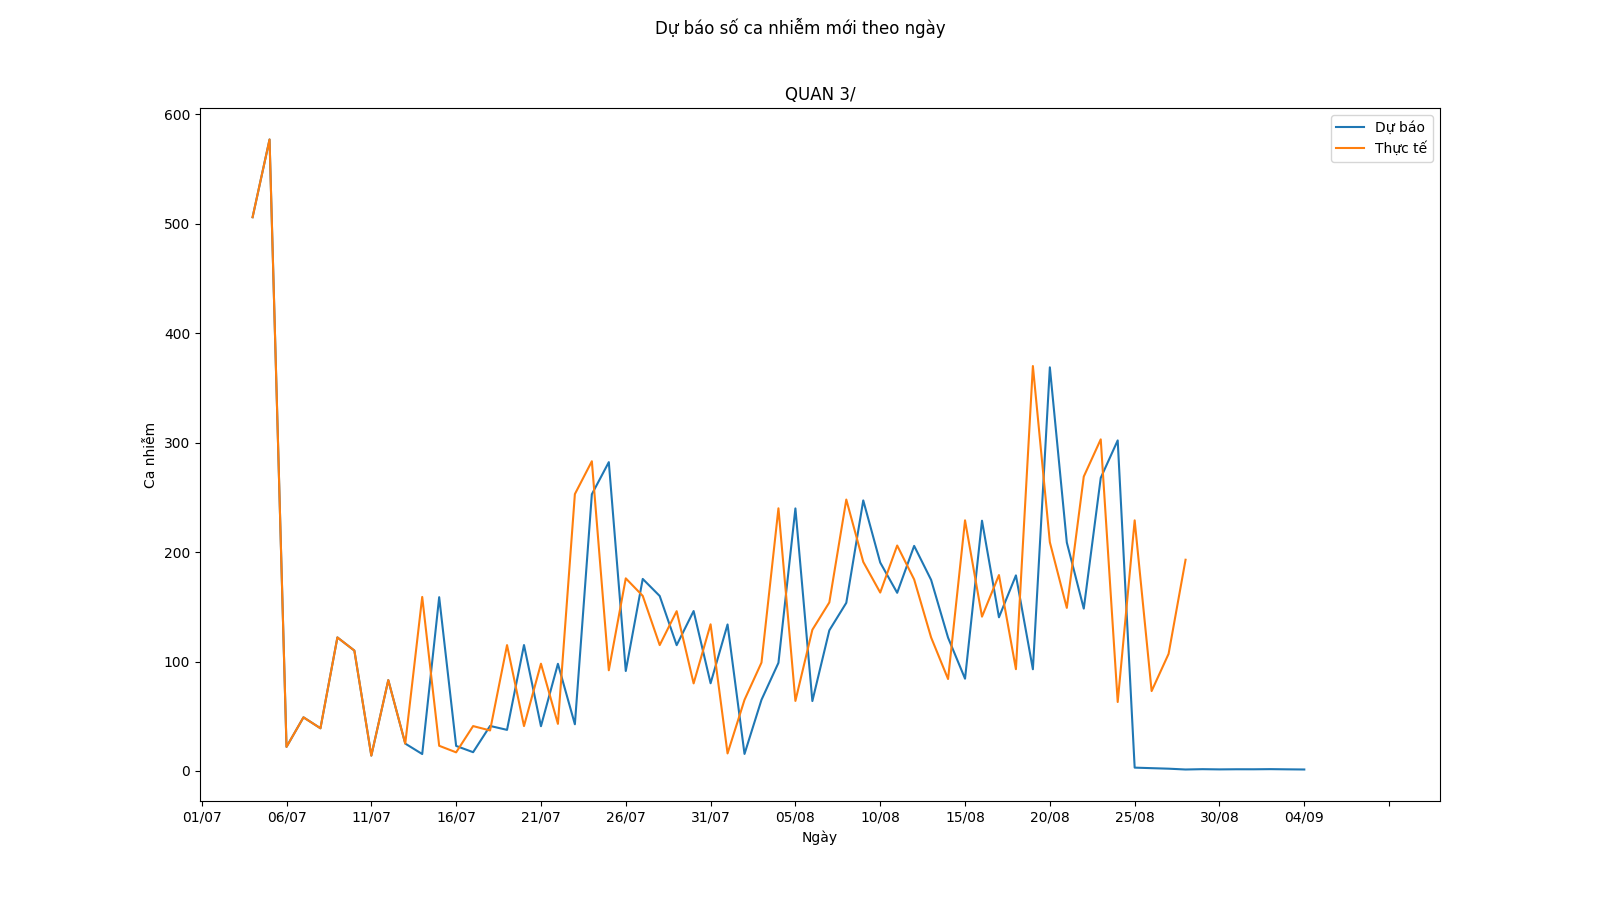 Dự báo số ca nhiễm mới theo ngày
QUAN 3/
Dự báo
Thực tế
600
500
400
300
200
100
0
Ca nhiễm
01/07 06/07 11/07 16/07 21/07 26/07 31/07 05/08 10/08 15/08 20/08 25/08 30/08 04/09
Ngày